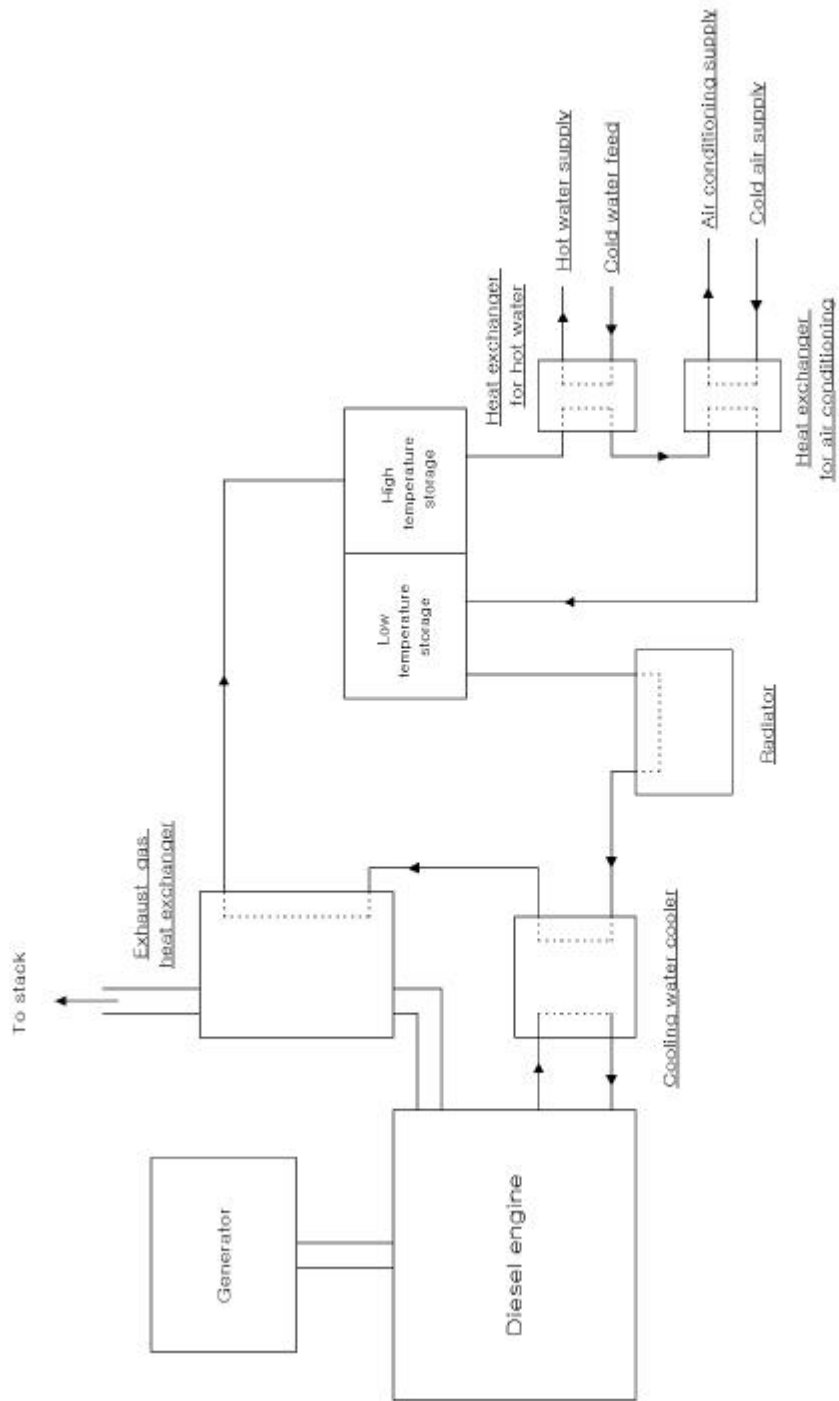 To stack
Generator
Diesel engine
Exhaust gas
heat exchanger
Cooling water cooler
Radiator
Low
temperature
storage
High
temperature
storage
Heat exchanger
for hot water
Hot water supply
Cold water feed
Air conditioning supply
Cold air supply
Heat exchanger
for air conditioning